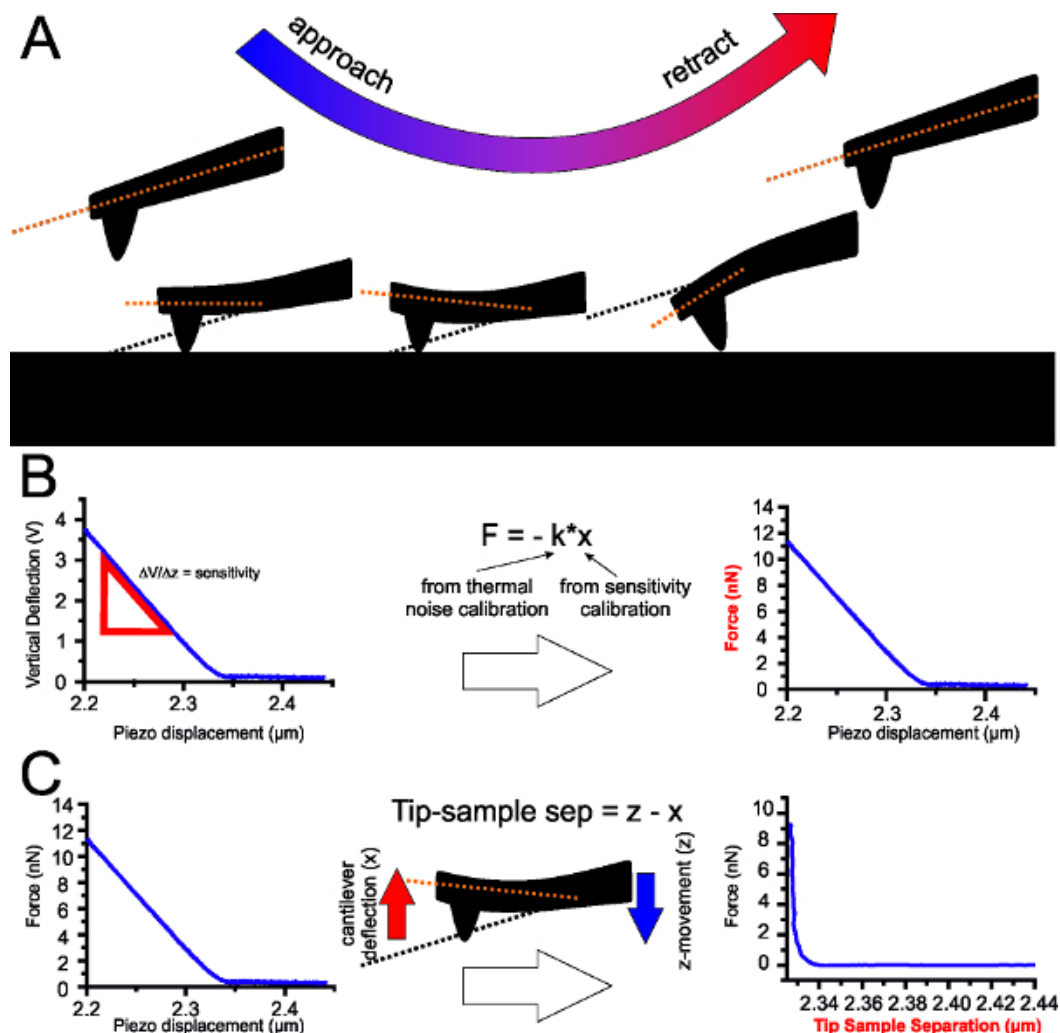 A
approach
retract
B
Vertical Deflection (V)
4
3
2
1
0
ΔV/Δz = sensitivity
2.2
2.3
2.4
Piezo displacement (μm)
F = - k*x
from thermal
noise calibration
from sensitivity
calibration
Force (nN)
14
12
10
8
6
4
2
0
2.2
2.3
2.4
Piezo displacement (μm)
C
Force (nN)
14
12
10
8
6
4
2
0
2.2
2.3
2.4
Piezo displacement (μm)
Tip-sample sep = z - x
cantilever
deflection (x)
z-movement (z)
Force (nN)
10
8
6
4
2
0
2.34 2.36 2.38 2.40 2.42 2.44
Tip Sample Separation (μm)